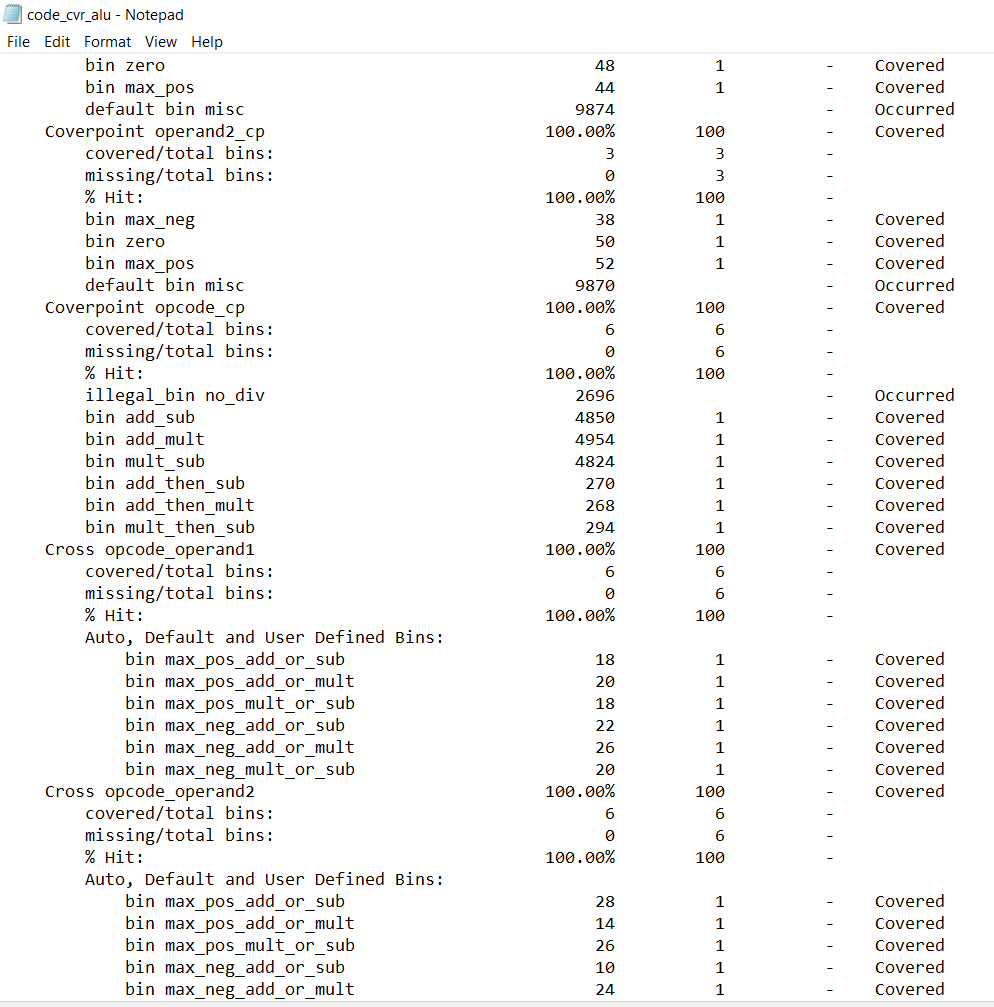 code_cvr_alu - Notepad
File Edit Format View Help
bin zero 48 1 - Covered
bin max_pos 44 1 - Covered
default bin misc 9874 - Occurred
Coverpoint operand2_cp 100.00% 100 - Covered
covered/total bins: 3 3 -
missing/total bins: 0 3 -
% Hit: 100.00% 100 -
bin max_neg 38 1 - Covered
bin zero 50 1 - Covered
bin max_pos 52 1 - Covered
default bin misc 9870 - Occurred
Coverpoint opcode_cp 100.00% 100 - Covered
covered/total bins: 6 6 -
missing/total bins: 0 6 -
% Hit: 100.00% 100 -
illegal_bin no_div 2696 - Occurred
bin add_sub 4850 1 - Covered
bin add_mult 4954 1 - Covered
bin mult_sub 4824 1 - Covered
bin add_then_sub 270 1 - Covered
bin add_then_mult 268 1 - Covered
bin mult_then_sub 294 1 - Covered
Cross opcode_operand1 100.00% 100 - Covered
covered/total bins: 6 6 -
missing/total bins: 0 6 -
% Hit: 100.00% 100 -
Auto, Default and User Defined Bins:
bin max_pos_add_or_sub 18 1 - Covered
bin max_pos_add_or_mult 20 1 - Covered
bin max_pos_mult_or_sub 18 1 - Covered
bin max_neg_add_or_sub 22 1 - Covered
bin max_neg_add_or_mult 26 1 - Covered
bin max_neg_mult_or_sub 20 1 - Covered
Cross opcode_operand2 100.00% 100 - Covered
covered/total bins: 6 6 -
missing/total bins: 0 6 -
% Hit: 100.00% 100 -
Auto, Default and User Defined Bins:
bin max_pos_add_or_sub 28 1 - Covered
bin max_pos_add_or_mult 14 1 - Covered
bin max_pos_mult_or_sub 26 1 - Covered
bin max_neg_add_or_sub 10 1 - Covered
bin max_neg_add_or_mult 24 1 - Covered